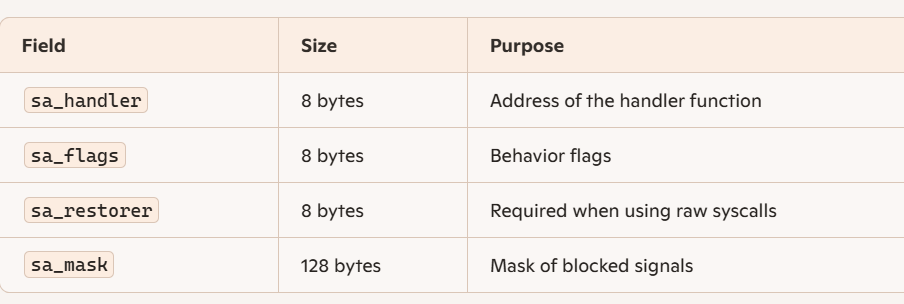 Field Size Purpose
sa_handler 8 bytes Address of the handler function
sa_flags 8 bytes Behavior flags
sa_restorer 8 bytes Required when using raw syscalls
sa_mask 128 bytes Mask of blocked signals